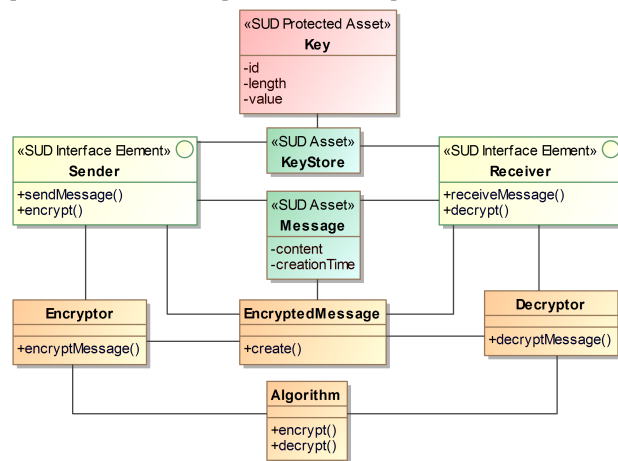 «SUD Protected Asset»
Key
-id
-length
-value
«SUD Interface Element»
Sender
+sendMessage()
+encrypt()
«SUD Asset»
KeyStore
«SUD Interface Element»
Receiver
+receiveMessage()
+decrypt()
«SUD Asset»
Message
-content
-creationTime
Encryptor
+encryptMessage()
EncryptedMessage
+create()
Decryptor
+decryptMessage()
Algorithm
+encrypt()
+decrypt()